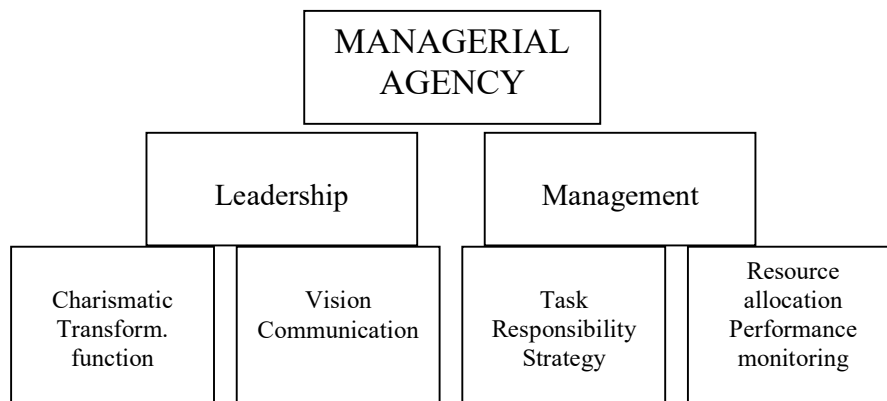 MANAGERIAL
AGENCY
Leadership
Management
Charismatic
Transform.
function
Vision
Communication
Task
Responsibility
Strategy
Resource
allocation
Performance
monitoring